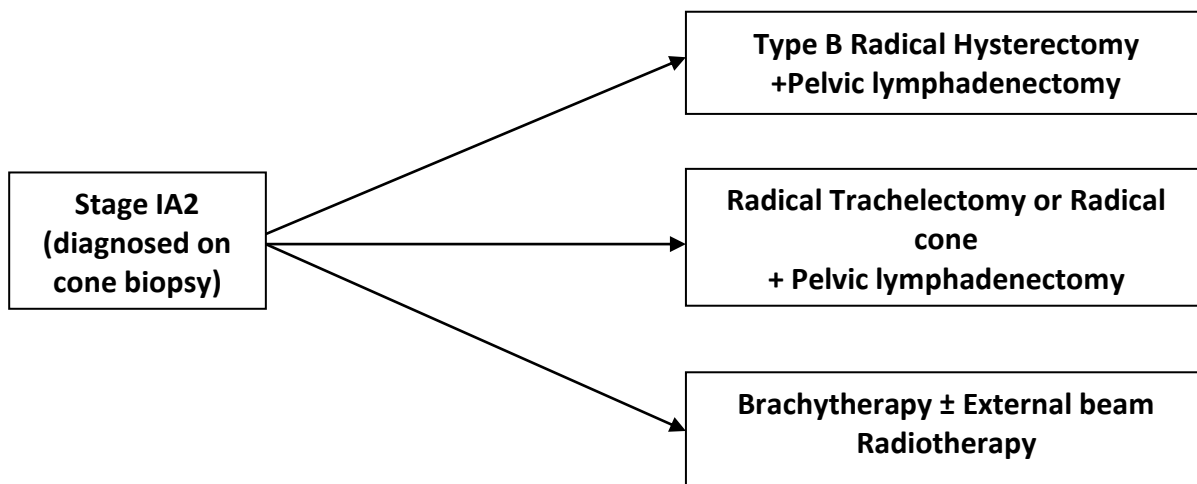 Type B Radical Hysterectomy
+Pelvic lymphadenectomy
Stage IA2
(diagnosed on
cone biopsy)
Radical Trachelectomy or Radical
cone
+ Pelvic lymphadenectomy
Brachytherapy ± External beam
Radiotherapy